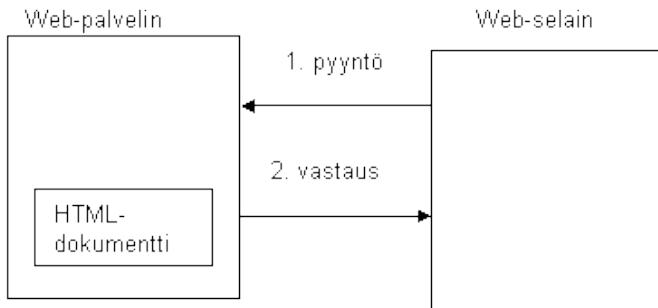 Web-palvelin
Web-selain
1. pyyntö
2. vastaus
HTML-
dokumentti